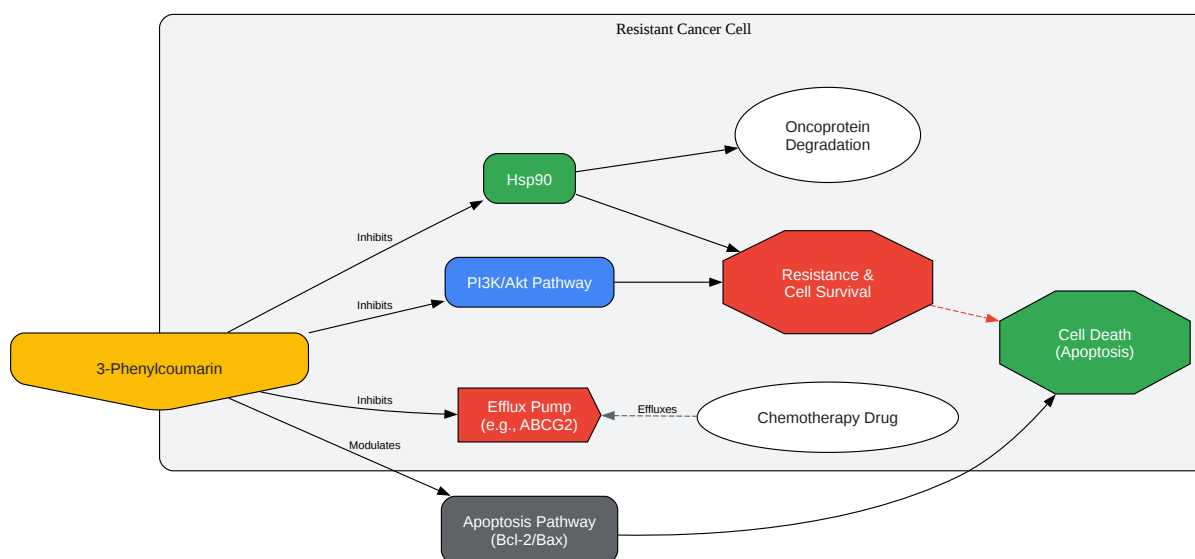 Resistant Cancer Cell
Oncoprotein
Degradation
Hsp90
Inhibits
PI3K/Akt Pathway
Resistance &
Cell Survival
Inhibits
Cell Death
(Apoptosis)
3-Phenylcoumarin
Inhibits
Efflux Pump
(e.g., ABCG2)
Effluxes
Chemotherapy Drug
Modulates
Apoptosis Pathway
(Bcl-2/Bax)